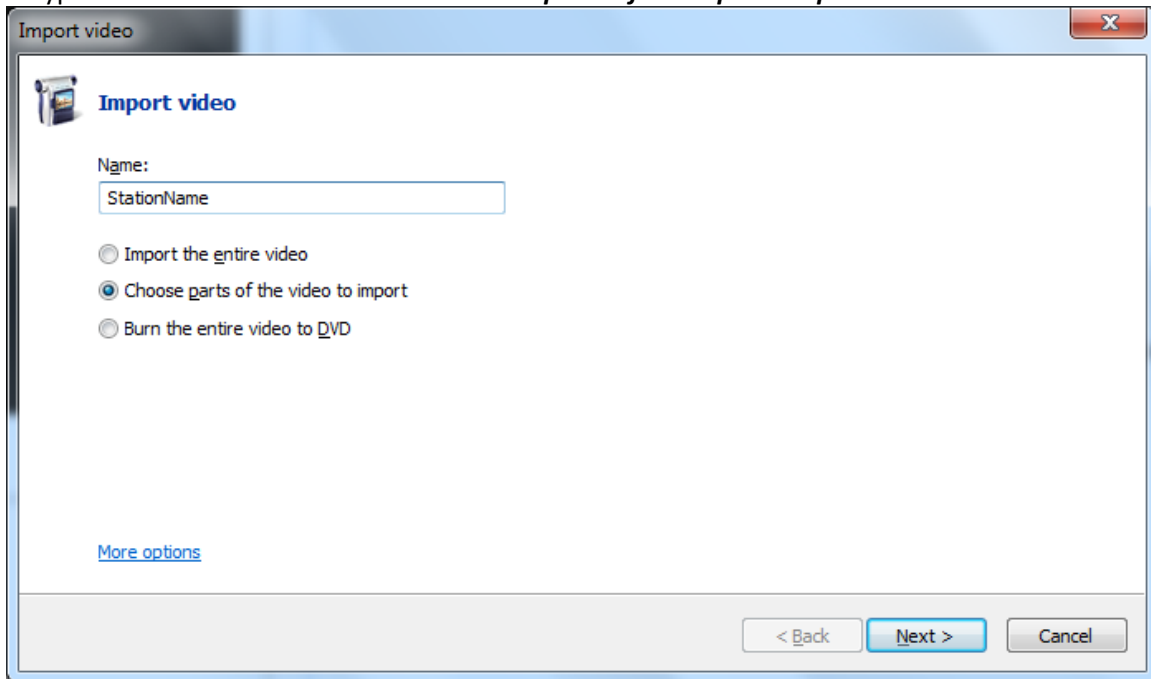 Import video
X
Import video
Name:
StationName
Import the entire video
Choose parts of the video to import
Burn the entire video to DVD
More options
< Back
Next >
Cancel